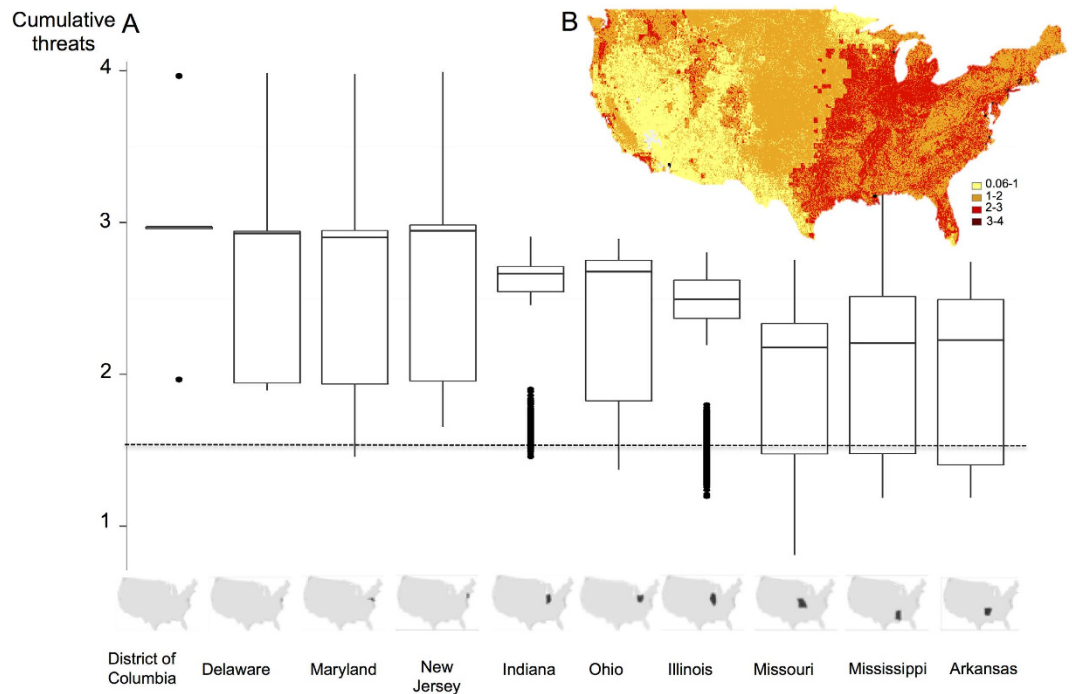 Cumulative
threats
A
B
4
3
2
1
0.06-1
1-2
2-3
3-4
District of
Columbia
Delaware
Maryland
New
Jersey
Indiana
Ohio
Illinois
Missouri
Mississippi
Arkansas